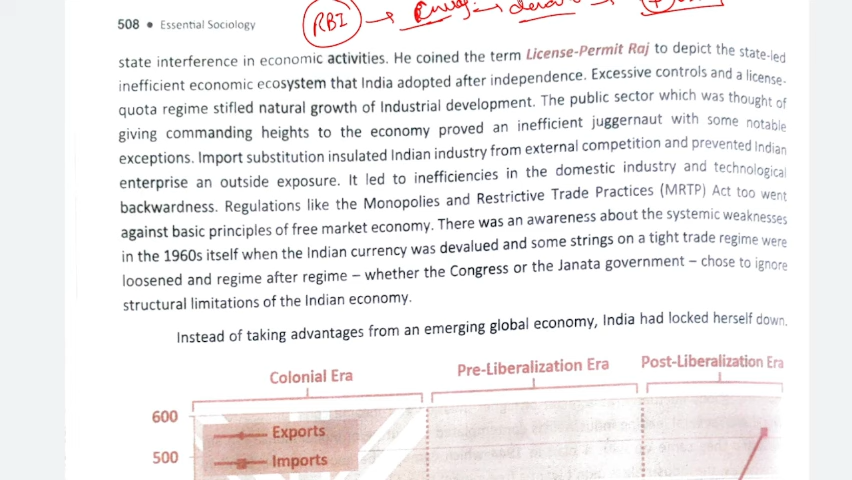 RBI
508 • Essential Sociology
state interference in economic activities. He coined the term License-Permit Raj to depict the state-led
inefficient economic ecosystem that India adopted after independence. Excessive controls and a license-
quota regime stifled natural growth of Industrial development. The public sector which was thought of
giving commanding heights to the economy proved an inefficient juggernaut with some notable
exceptions. Import substitution insulated Indian industry from external competition and prevented Indian
enterprise an outside exposure. It led to inefficiencies in the domestic industry and technological
backwardness. Regulations like the Monopolies and Restrictive Trade Practices (MRTP) Act too went
against basic principles of free market economy. There was an awareness about the systemic weaknesses
in the 1960s itself when the Indian currency was devalued and some strings on a tight trade regime were
loosened and regime after regime – whether the Congress or the Janata government – chose to ignore
structural limitations of the Indian economy.
Instead of taking advantages from an emerging global economy, India had locked herself down.
Colonial Era Pre-Liberalization Era Post-Liberalization Era
600
Exports
500
Imports